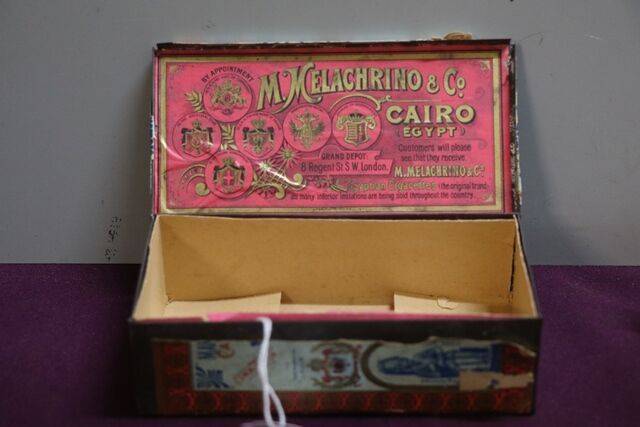 BY APPOINTMENT
M. MELACHRINO & Co.
CAIRO
(EGYPT)
GRAND DEPOT:
8 Regent St S.W. London.
Customers will please
see that they receive
M. MELACHRINO & Co.
Egyptian Cigarettes (the original brand
as many inferior imitations are being sold throughout the country.